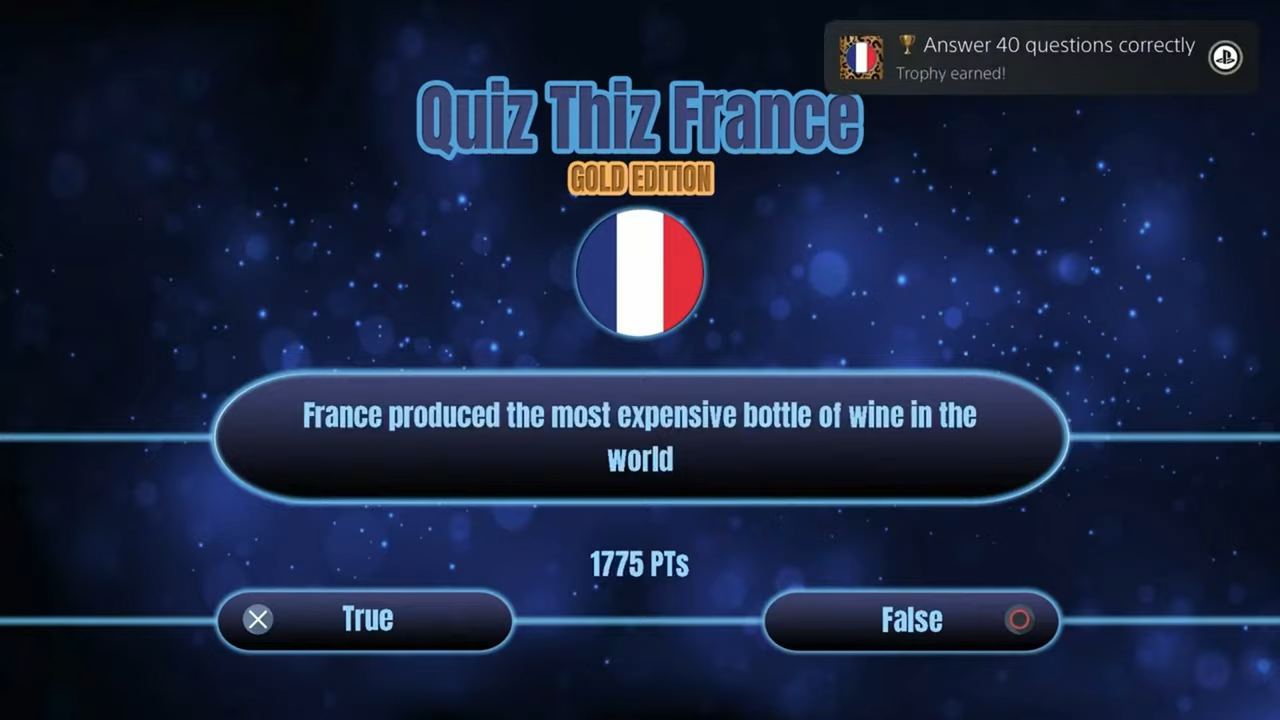 Answer 40 questions correctly
Trophy earned!
Quiz Thiz France
GOLD EDITION
France produced the most expensive bottle of wine in the
world
1775 PTs
True
False